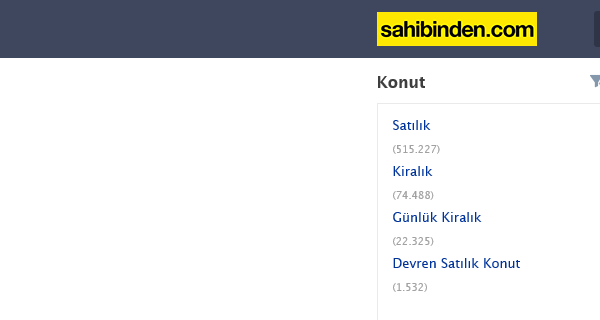 sahibinden.com
Konut
Satılık
(515.227)
Kiralık
(74.488)
Günlük Kiralık
(22.325)
Devren Satılık Konut
(1.532)